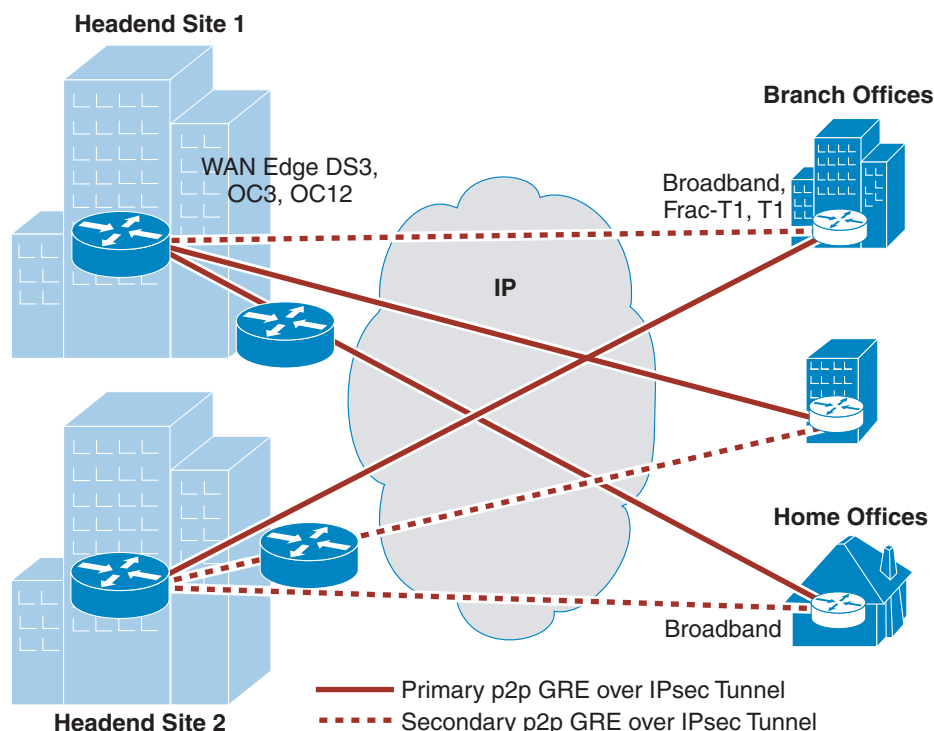 Headend Site 1
Branch Offices
WAN Edge DS3,
OC3, OC12
Broadband,
Frac-T1, T1
IP
Home Offices
Broadband
Primary p2p GRE over IPsec Tunnel
Headend Site 2
Secondary p2p GRE over IPsec Tunnel